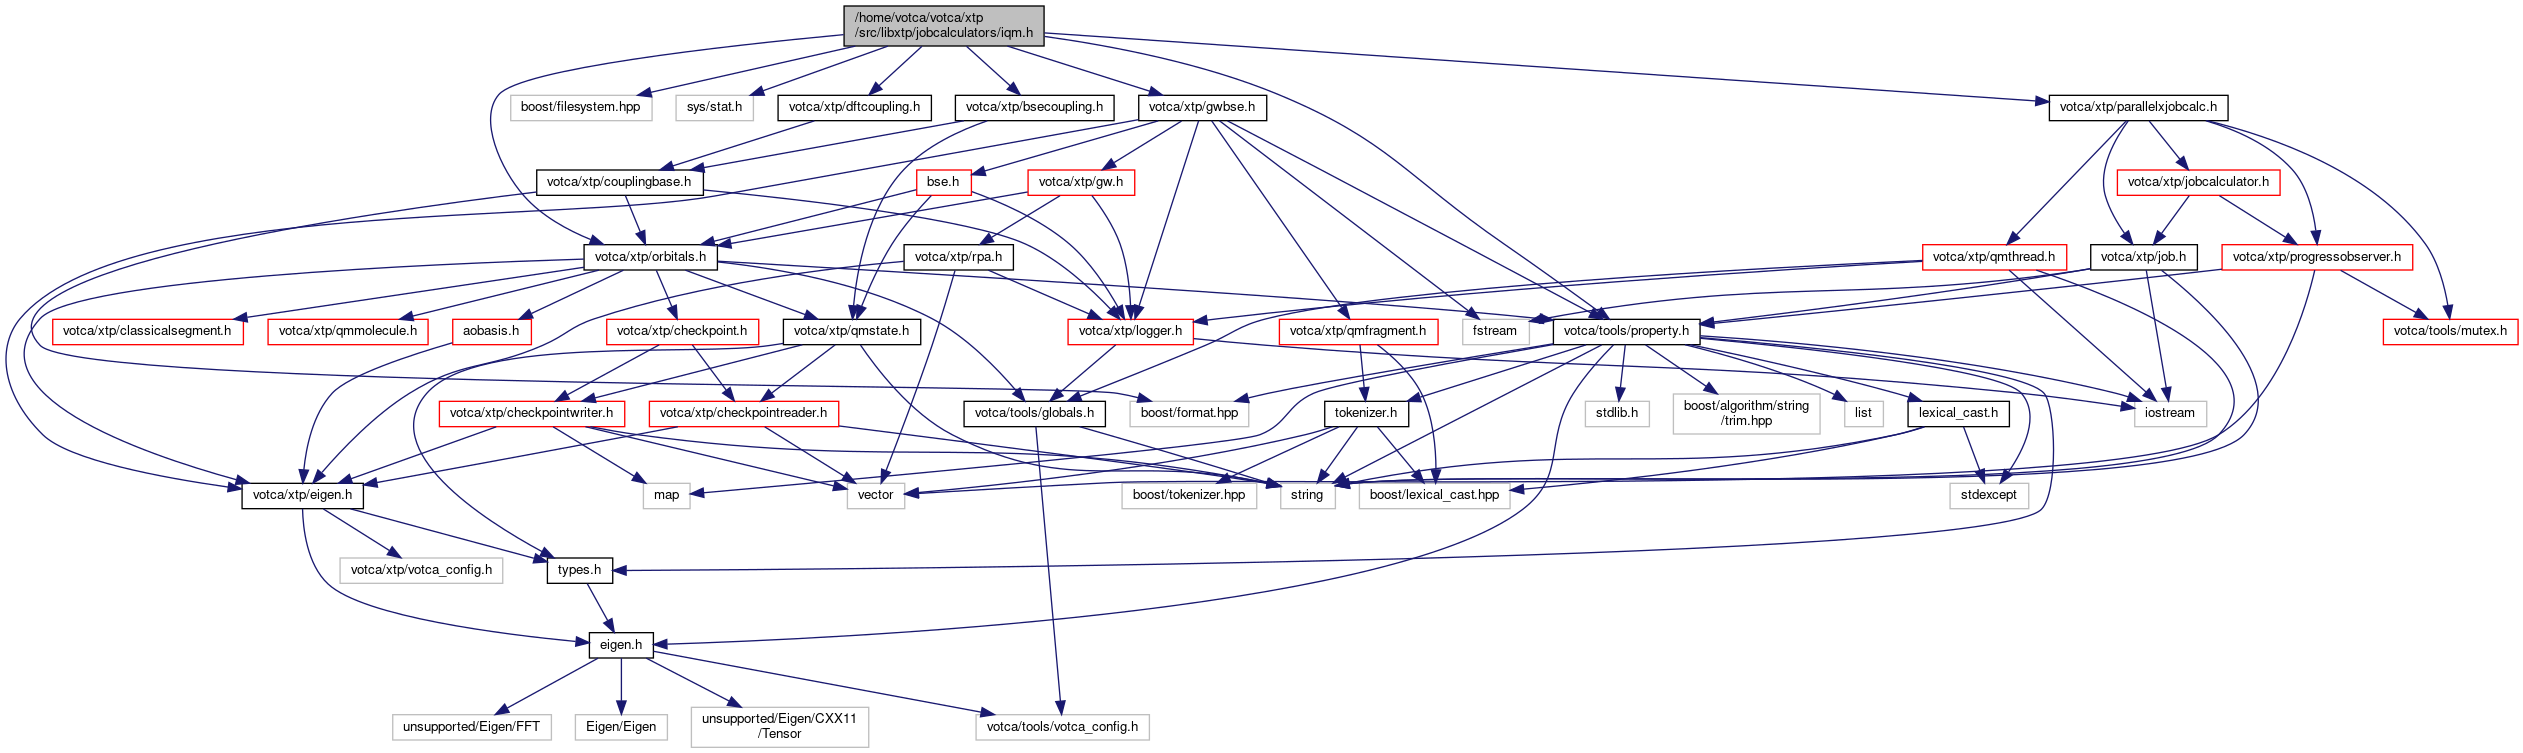 /home/votca/votca/xtp
/src/libxtp/jobcalculators/iqm.h
boost/filesystem.hpp
sys/stat.h
votca/xtp/dftcoupling.h
votca/xtp/bsecoupling.h
votca/xtp/gwbse.h
votca/xtp/parallelxjobcalc.h
votca/xtp/couplingbase.h
bse.h
votca/xtp/gw.h
votca/xtp/jobcalculator.h
votca/xtp/orbitals.h
votca/xtp/rpa.h
votca/xtp/qmthread.h
votca/xtp/job.h
votca/xtp/progressobserver.h
votca/xtp/classicalsegment.h
votca/xtp/qmmolecule.h
aobasis.h
votca/xtp/checkpoint.h
votca/xtp/qmstate.h
votca/xtp/logger.h
votca/xtp/qmfragment.h
fstream
votca/tools/property.h
votca/tools/mutex.h
votca/xtp/checkpointwriter.h
votca/xtp/checkpointreader.h
votca/tools/globals.h
boost/format.hpp
tokenizer.h
stdlib.h
boost/algorithm/string
/trim.hpp
list
lexical_cast.h
iostream
votca/xtp/eigen.h
map
vector
boost/tokenizer.hpp
string
boost/lexical_cast.hpp
stdexcept
votca/xtp/votca_config.h
types.h
eigen.h
unsupported/Eigen/FFT
Eigen/Eigen
unsupported/Eigen/CXX11
/Tensor
votca/tools/votca_config.h